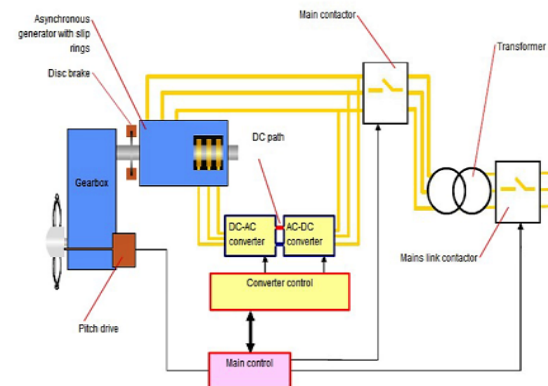 Asynchronous
generator with slip
rings
Disc brake
Main contactor
Transformer
DC path
Gearbox
DC-AC
converter
AC-DC
converter
Mains link contactor
Converter control
Pitch drive
Main control